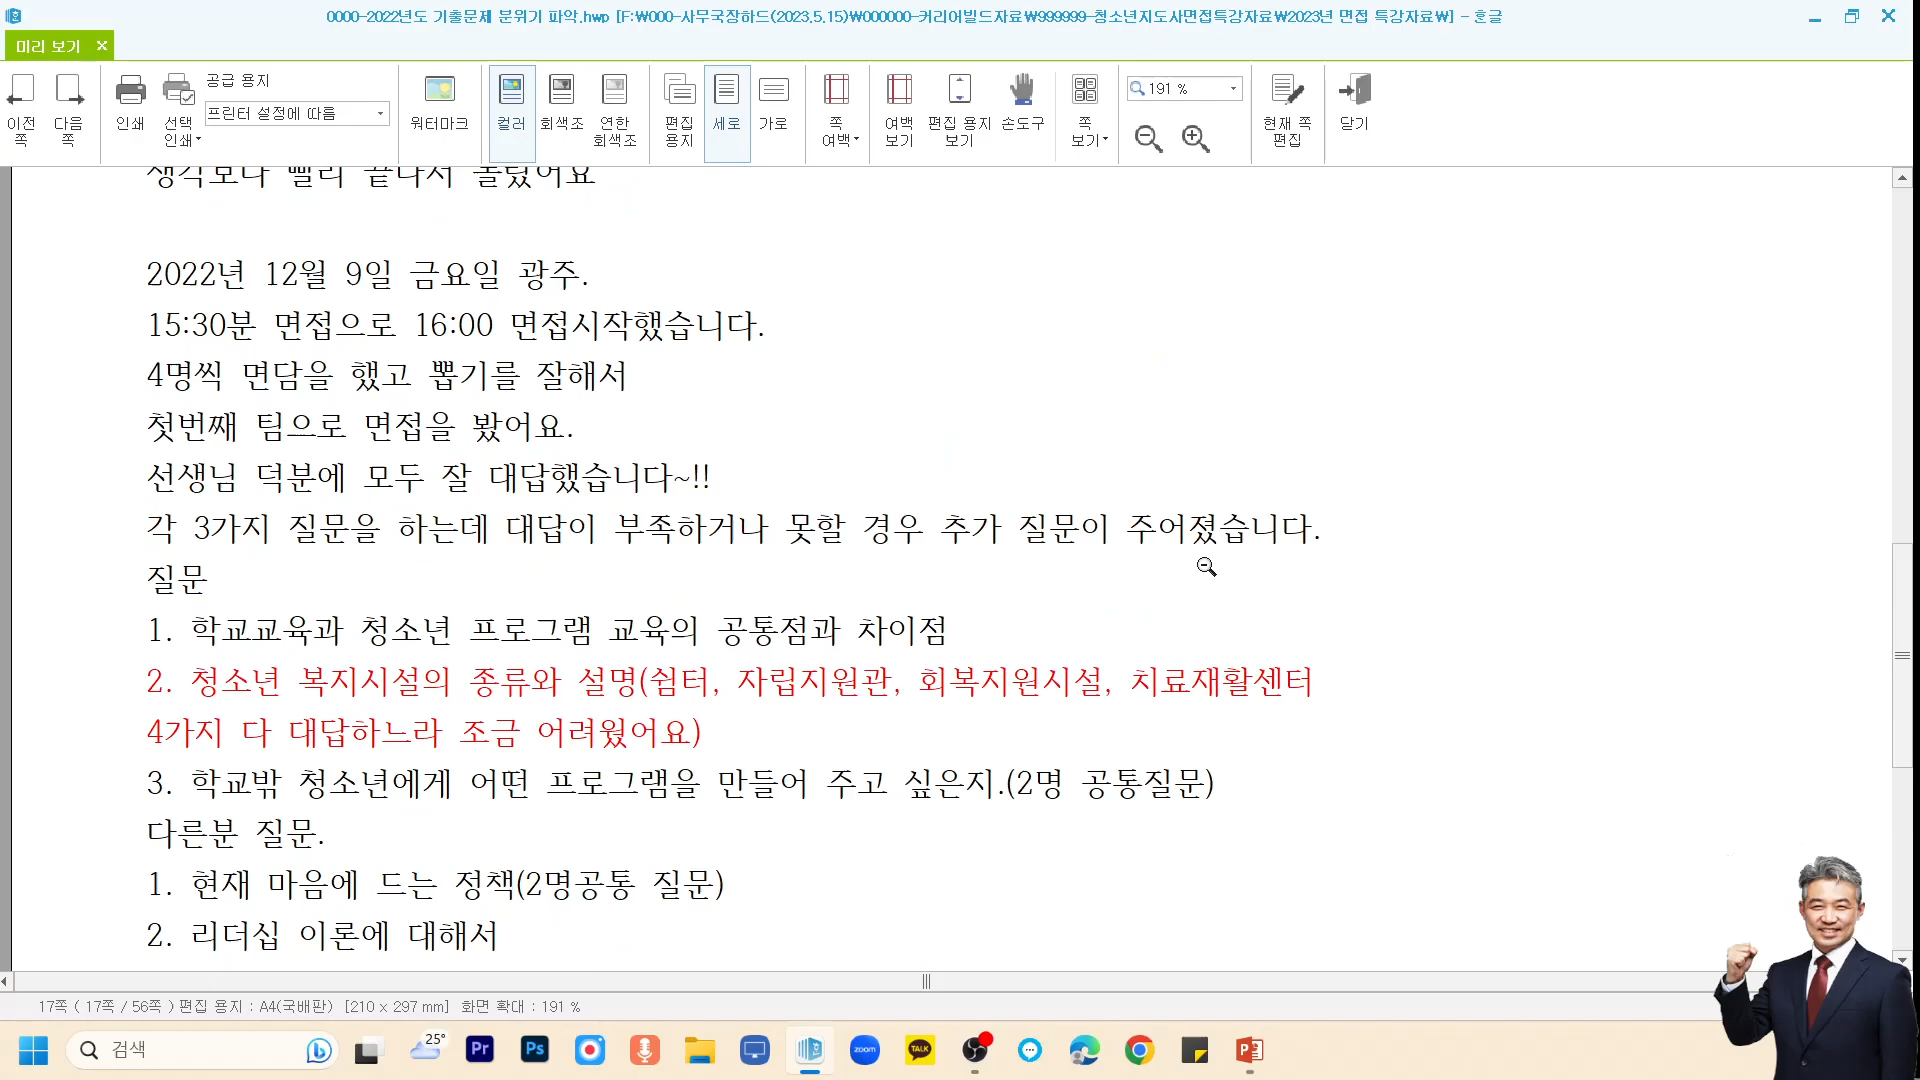 0000-2022년도 기출문제 분위기 파악.hwp [F:₩000-사무국장하드(2023.5.15)₩000000-커리어빌드자료₩999999-청소년지도사면접특강자료₩2023년 면접 특강자료₩] - 한글
미리 보기 ×
이전 쪽
다음 쪽
인쇄
선택 인쇄
공급 용지
프린터 설정에 따름
워터마크
컬러
회색조
연한 회색조
편집 용지
세로
가로
쪽 여백
여백 보기
편집 용지 보기
손도구
쪽 보기
191 %
현재 쪽 편집
닫기
생각보다 빨리 끝나서 놀랐어요
2022년 12월 9일 금요일 광주.
15:30분 면접으로 16:00 면접시작했습니다.
4명씩 면담을 했고 뽑기를 잘해서
첫번째 팀으로 면접을 봤어요.
선생님 덕분에 모두 잘 대답했습니다~!!
각 3가지 질문을 하는데 대답이 부족하거나 못할 경우 추가 질문이 주어졌습니다.
질문
1. 학교교육과 청소년 프로그램 교육의 공통점과 차이점
2. 청소년 복지시설의 종류와 설명(쉼터, 자립지원관, 회복지원시설, 치료재활센터
4가지 다 대답하느라 조금 어려웠어요)
3. 학교밖 청소년에게 어떤 프로그램을 만들어 주고 싶은지.(2명 공통질문)
다른분 질문.
1. 현재 마음에 드는 정책(2명공통 질문)
2. 리더십 이론에 대해서
17쪽 ( 17쪽 / 56쪽 ) 편집 용지 : A4(국배판) [210 x 297 mm] 화면 확대 : 191 %
검색
25°
Pr
Ps
zoom
TALK